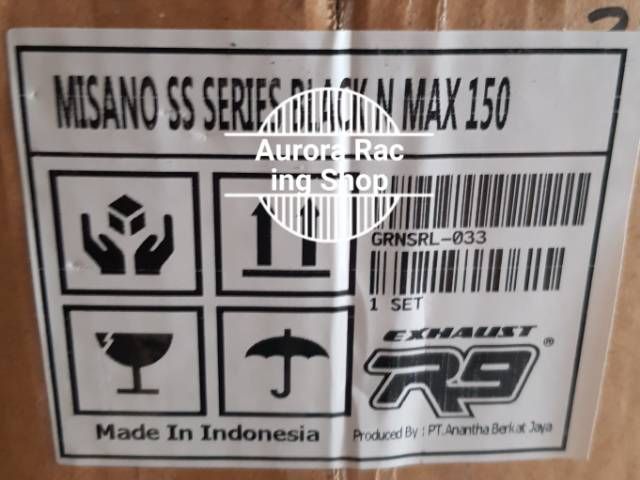 MISANO SS SERIES BLACK N MAX 150
Aurora Rac
ing Shop
GRNSRL-033
1 SET
EXHAUST
R9®
Made In Indonesia
Produced By : PT.Anantha Berkat Jaya